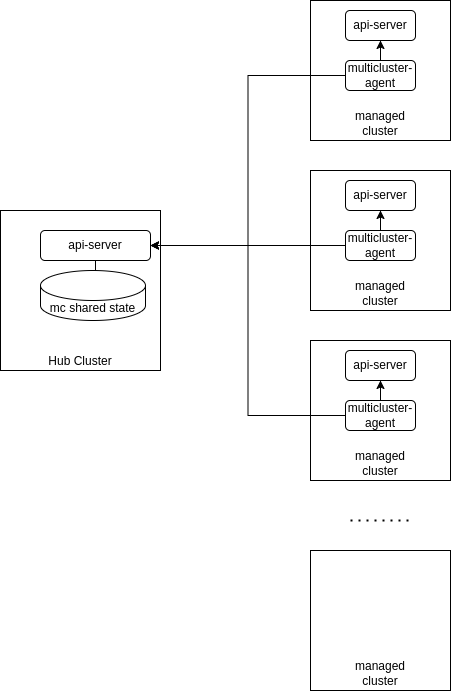 api-server
multicluster-
agent
managed
cluster
api-server
multicluster-
agent
managed
cluster
api-server
mc shared state
Hub Cluster
api-server
multicluster-
agent
managed
cluster
........
managed
cluster